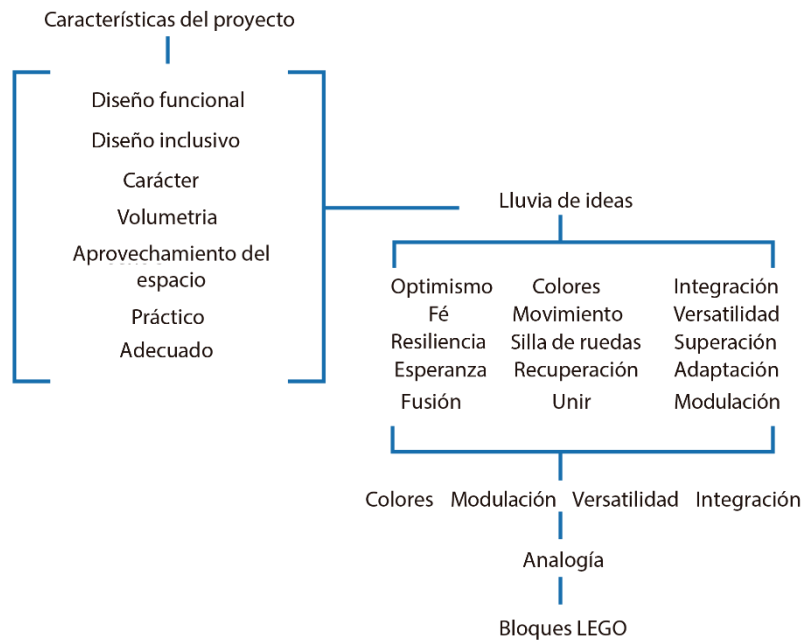 Características del proyecto
Diseño funcional
Diseño inclusivo
Carácter
Volumetria
Aprovechamiento del
espacio
Práctico
Adecuado
Lluvia de ideas
Optimismo Colores Integración
Fé Movimiento Versatilidad
Resiliencia Silla de ruedas Superación
Esperanza Recuperación Adaptación
Fusión Unir Modulación
Colores Modulación Versatilidad Integración
Analogía
Bloques LEGO